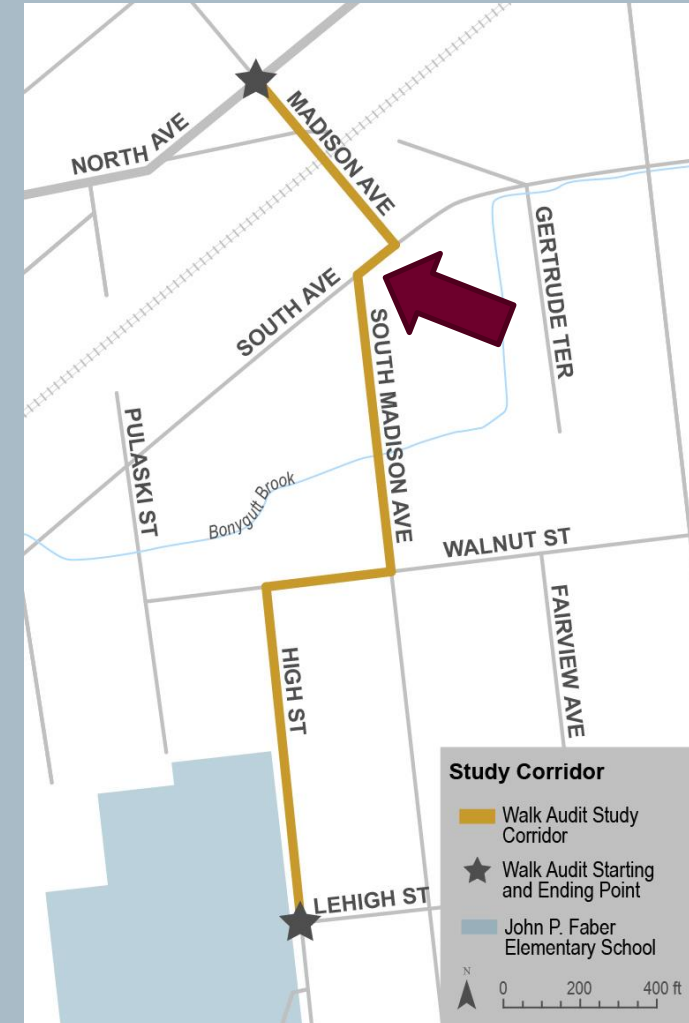 NORTH AVE
MADISON AVE
SOUTH AVE
GERTRUDE TER
SOUTH MADISON AVE
PULASKI ST
Bonygutt Brook
WALNUT ST
FAIRVIEW AVE
HIGH ST
LEHIGH ST
Study Corridor
Walk Audit Study
Corridor
Walk Audit Starting
and Ending Point
John P. Faber
Elementary School
N
0 200 400 ft